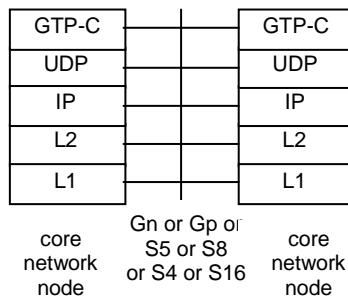 GTP-C GTP-C
UDP UDP
IP IP
L2 L2
L1 L1
Gn or Gp or
S5 or S8
or S4 or S16
core
network
node
core
network
node